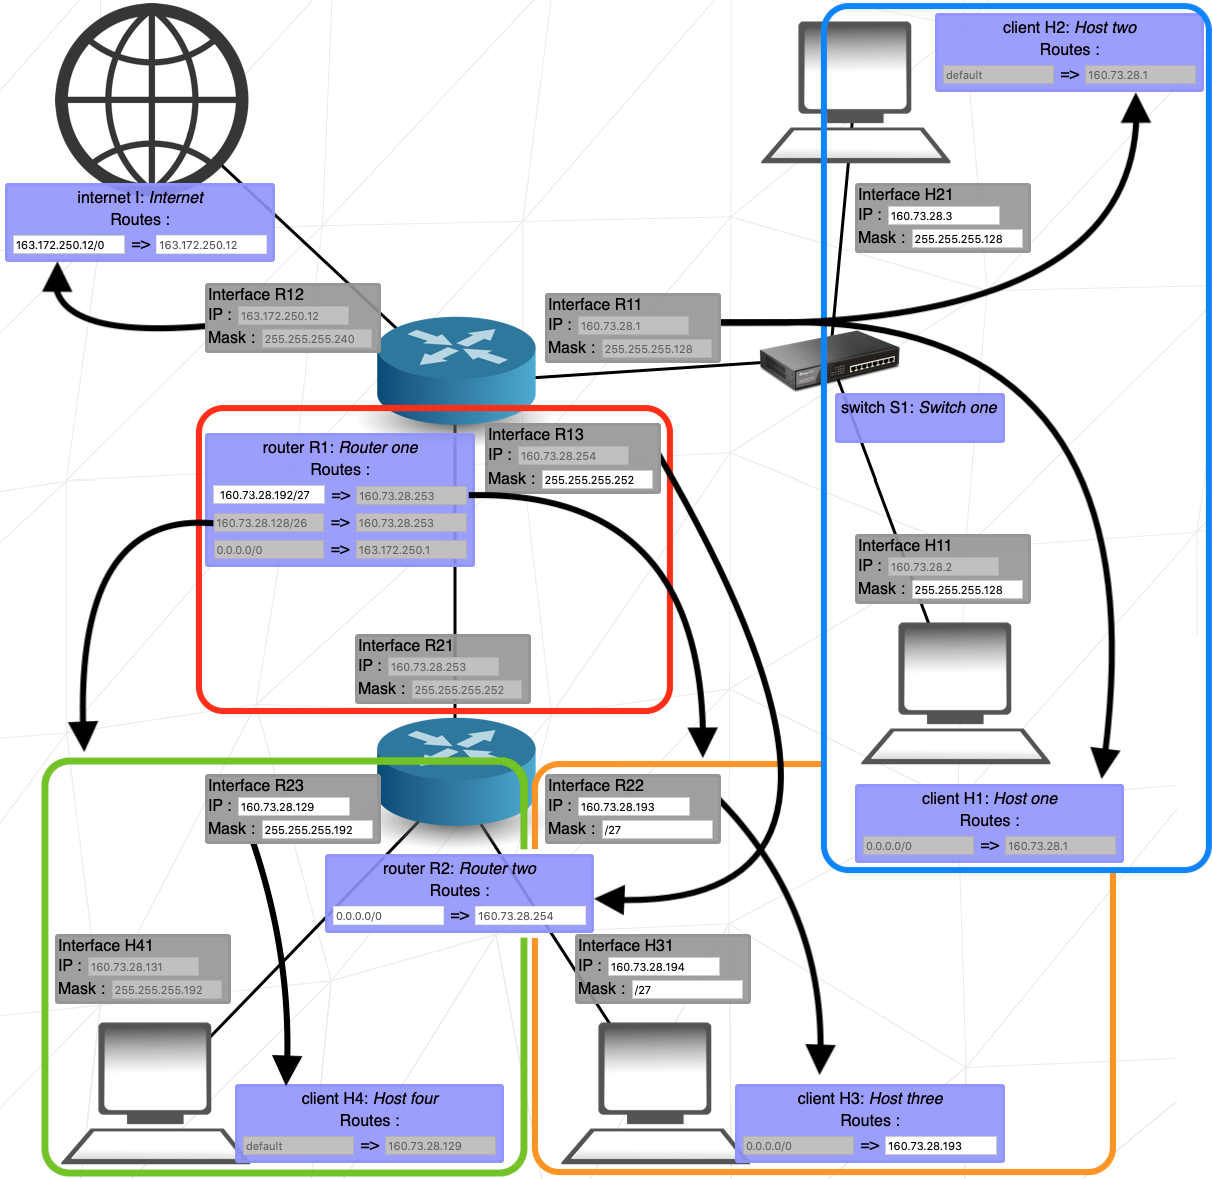 client H2: Host two
Routes :
default => 160.73.28.1
internet I: Internet
Routes :
163.172.250.12/0 => 163.172.250.12
Interface H21
IP : 160.73.28.3
Mask : 255.255.255.128
Interface R12
IP : 163.172.250.12
Mask : 255.255.255.240
Interface R11
IP : 160.73.28.1
Mask : 255.255.255.128
switch S1: Switch one
router R1: Router one
Routes :
160.73.28.192/27 => 160.73.28.253
160.73.28.128/26 => 160.73.28.253
0.0.0.0/0 => 163.172.250.1
Interface R13
IP : 160.73.28.254
Mask : 255.255.255.252
Interface H11
IP : 160.73.28.2
Mask : 255.255.255.128
Interface R21
IP : 160.73.28.253
Mask : 255.255.255.252
Interface R23
IP : 160.73.28.129
Mask : 255.255.255.192
Interface R22
IP : 160.73.28.193
Mask : /27
client H1: Host one
Routes :
0.0.0.0/0 => 160.73.28.1
router R2: Router two
Routes :
0.0.0.0/0 => 160.73.28.254
Interface H41
IP : 160.73.28.131
Mask : 255.255.255.192
Interface H31
IP : 160.73.28.194
Mask : /27
client H4: Host four
Routes :
default => 160.73.28.129
client H3: Host three
Routes :
0.0.0.0/0 => 160.73.28.193